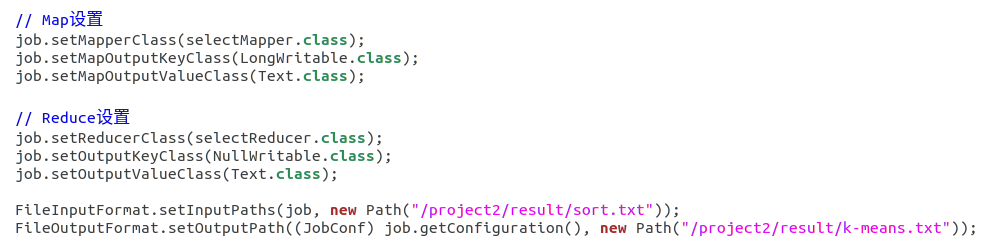 // Map设置
job.setMapperClass(selectMapper.class);
job.setMapOutputKeyClass(LongWritable.class);
job.setMapOutputValueClass(Text.class);
// Reduce设置
job.setReducerClass(selectReducer.class);
job.setOutputKeyClass(NullWritable.class);
job.setOutputValueClass(Text.class);
FileInputFormat.setInputPaths(job, new Path("/project2/result/sort.txt"));
FileOutputFormat.setOutputPath((JobConf) job.getConfiguration(), new Path("/project2/result/k-means.txt"));